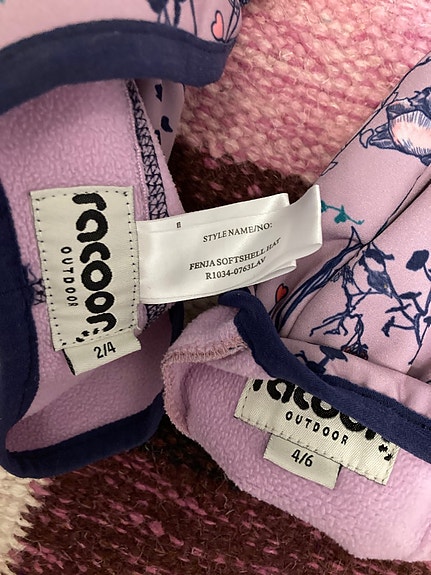 racoon
OUTDOOR
2/4
STYLE NAME/NO:
FENJA SOFTSHELL HAT
R1034-0763LAV
racoon
OUTDOOR
4/6